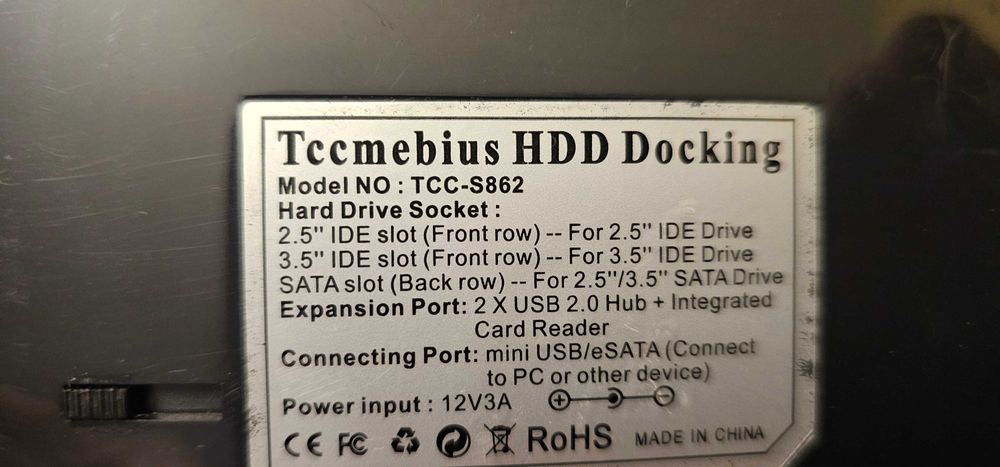 Tccmebius HDD Docking
Model NO : TCC-S862
Hard Drive Socket :
2.5" IDE slot (Front row) -- For 2.5" IDE Drive
3.5" IDE slot (Front row) -- For 3.5" IDE Drive
SATA slot (Back row) -- For 2.5"/3.5" SATA Drive
Expansion Port: 2 X USB 2.0 Hub + Integrated
Card Reader
Connecting Port: mini USB/eSATA (Connect
to PC or other device)
Power input : 12V3A
CE FC RoHS MADE IN CHINA